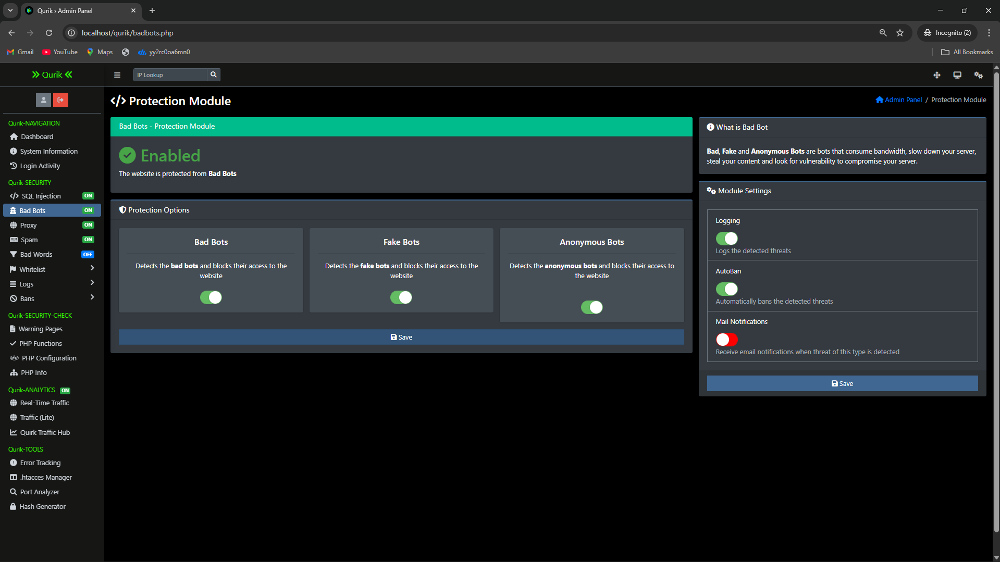 Qurik › Admin Panel
localhost/qurik/badbots.php
Incognito (2)
Gmail
YouTube
Maps
yy2rc0oa6mn0
All Bookmarks
Qurik
IP Lookup
Qurik-NAVIGATION
Dashboard
System Information
Login Activity
Qurik-SECURITY
SQL Injection ON
Bad Bots ON
Proxy ON
Spam ON
Bad Words OFF
Whitelist
Logs
Bans
Qurik-SECURITY-CHECK
Warning Pages
PHP Functions
PHP Configuration
PHP Info
Qurik-ANALYTICS ON
Real-Time Traffic
Traffic (Lite)
Quirk Traffic Hub
Qurik-TOOLS
Error Tracking
.htacces Manager
Port Analyzer
Hash Generator
</> Protection Module
Admin Panel / Protection Module
Bad Bots - Protection Module
Enabled
The website is protected from Bad Bots
Protection Options
Bad Bots
Detects the bad bots and blocks their access to the
website
Fake Bots
Detects the fake bots and blocks their access to the
website
Anonymous Bots
Detects the anonymous bots and blocks their access to
the website
Save
What is Bad Bot
Bad, Fake and Anonymous Bots are bots that consume bandwidth, slow down your server,
steal your content and look for vulnerability to compromise your server.
Module Settings
Logging
Logs the detected threats
AutoBan
Automatically bans the detected threats
Mail Notifications
Receive email notifications when threat of this type is detected
Save